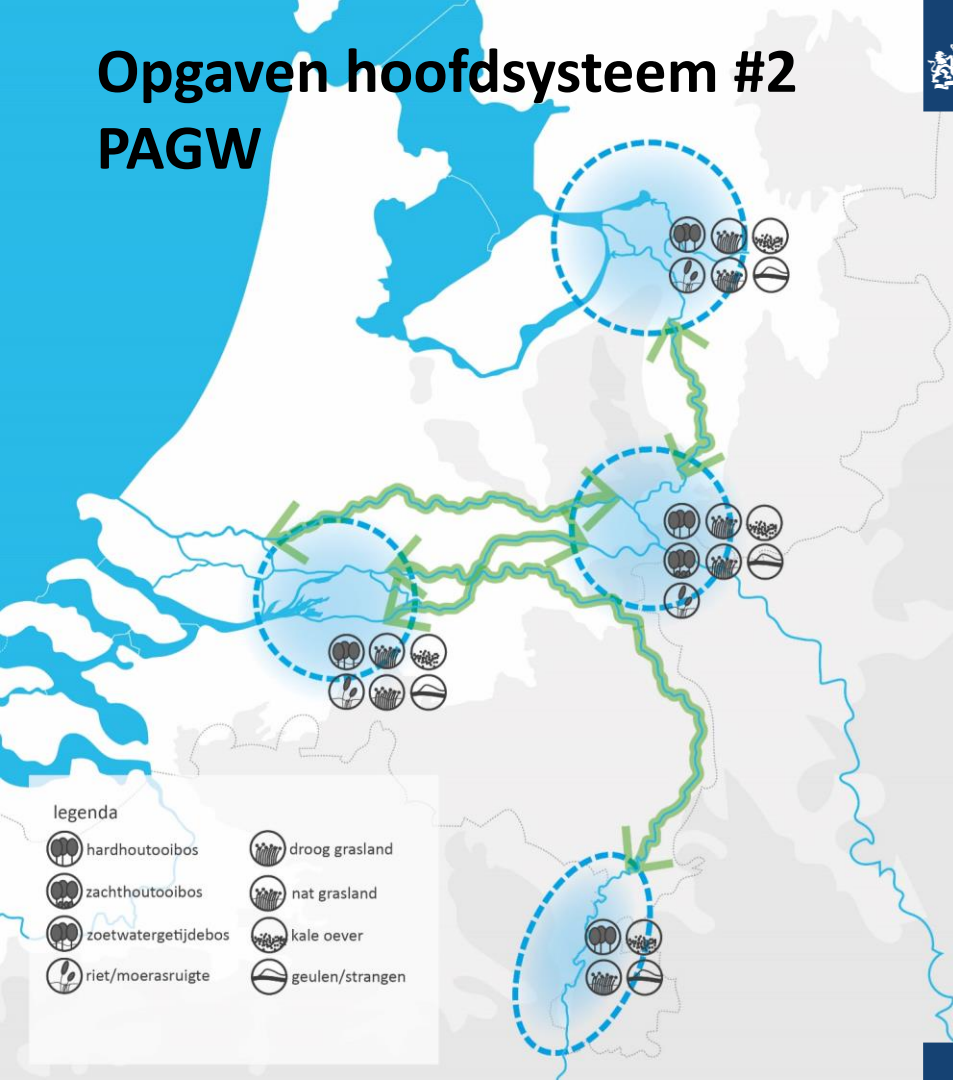 Opgaven hoofdsysteem #2
PAGW
legenda
hardhoutooibos
zachthoutooibos
zoetwatergetijdebos
riet/moerasruigte
droog grasland
nat grasland
kale oever
geulen/strangen